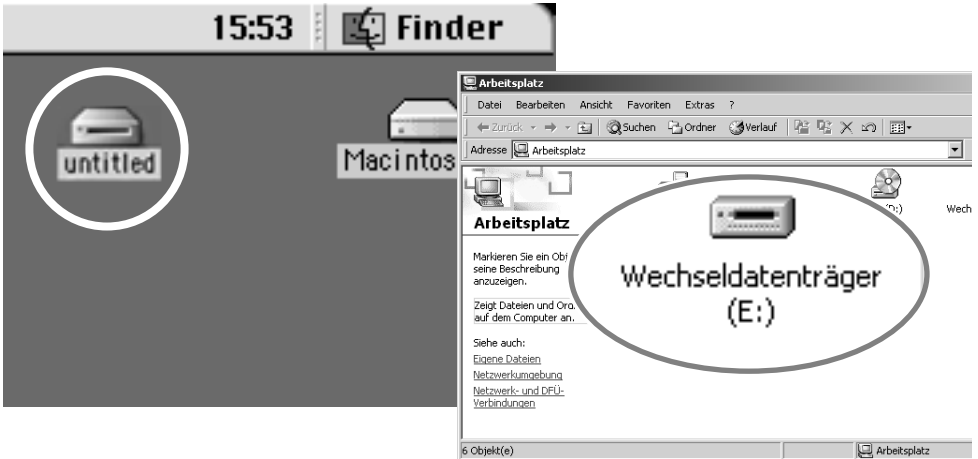 15:53 Finder
untitled
Macintos
Arbeitsplatz
Datei Bearbeiten Ansicht Favoriten Extras ?
Zurück Suchen Ordner Verlauf
Adresse Arbeitsplatz
Arbeitsplatz
Markieren Sie ein Obj
seine Beschreibung
anzuzeigen.
Zeigt Dateien und Ord
auf dem Computer an.
Siehe auch:
Eigene Dateien
Netzwerkumgebung
Netzwerk- und DFÜ-
Verbindungen
(D:)
Wech
Wechseldatenträger
(E:)
6 Objekt(e)
Arbeitsplatz